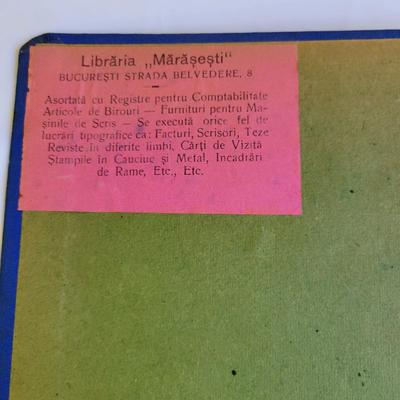 Librăria „Mărășești"
BUCUREȘTI STRADA BELVEDERE, 8
Asortată cu Registre pentru Comptabilitate
Articole de Birouri — Furnituri pentru Ma-
șinile de Scris — Se execută orice fel de
lucrări tipografice ca: Facturi, Scrisori, Teze
Reviste în diferite limbi, Cărți de Vizită
Ștampile în Cauciuc și Metal, Incadrări
de Rame, Etc., Etc.